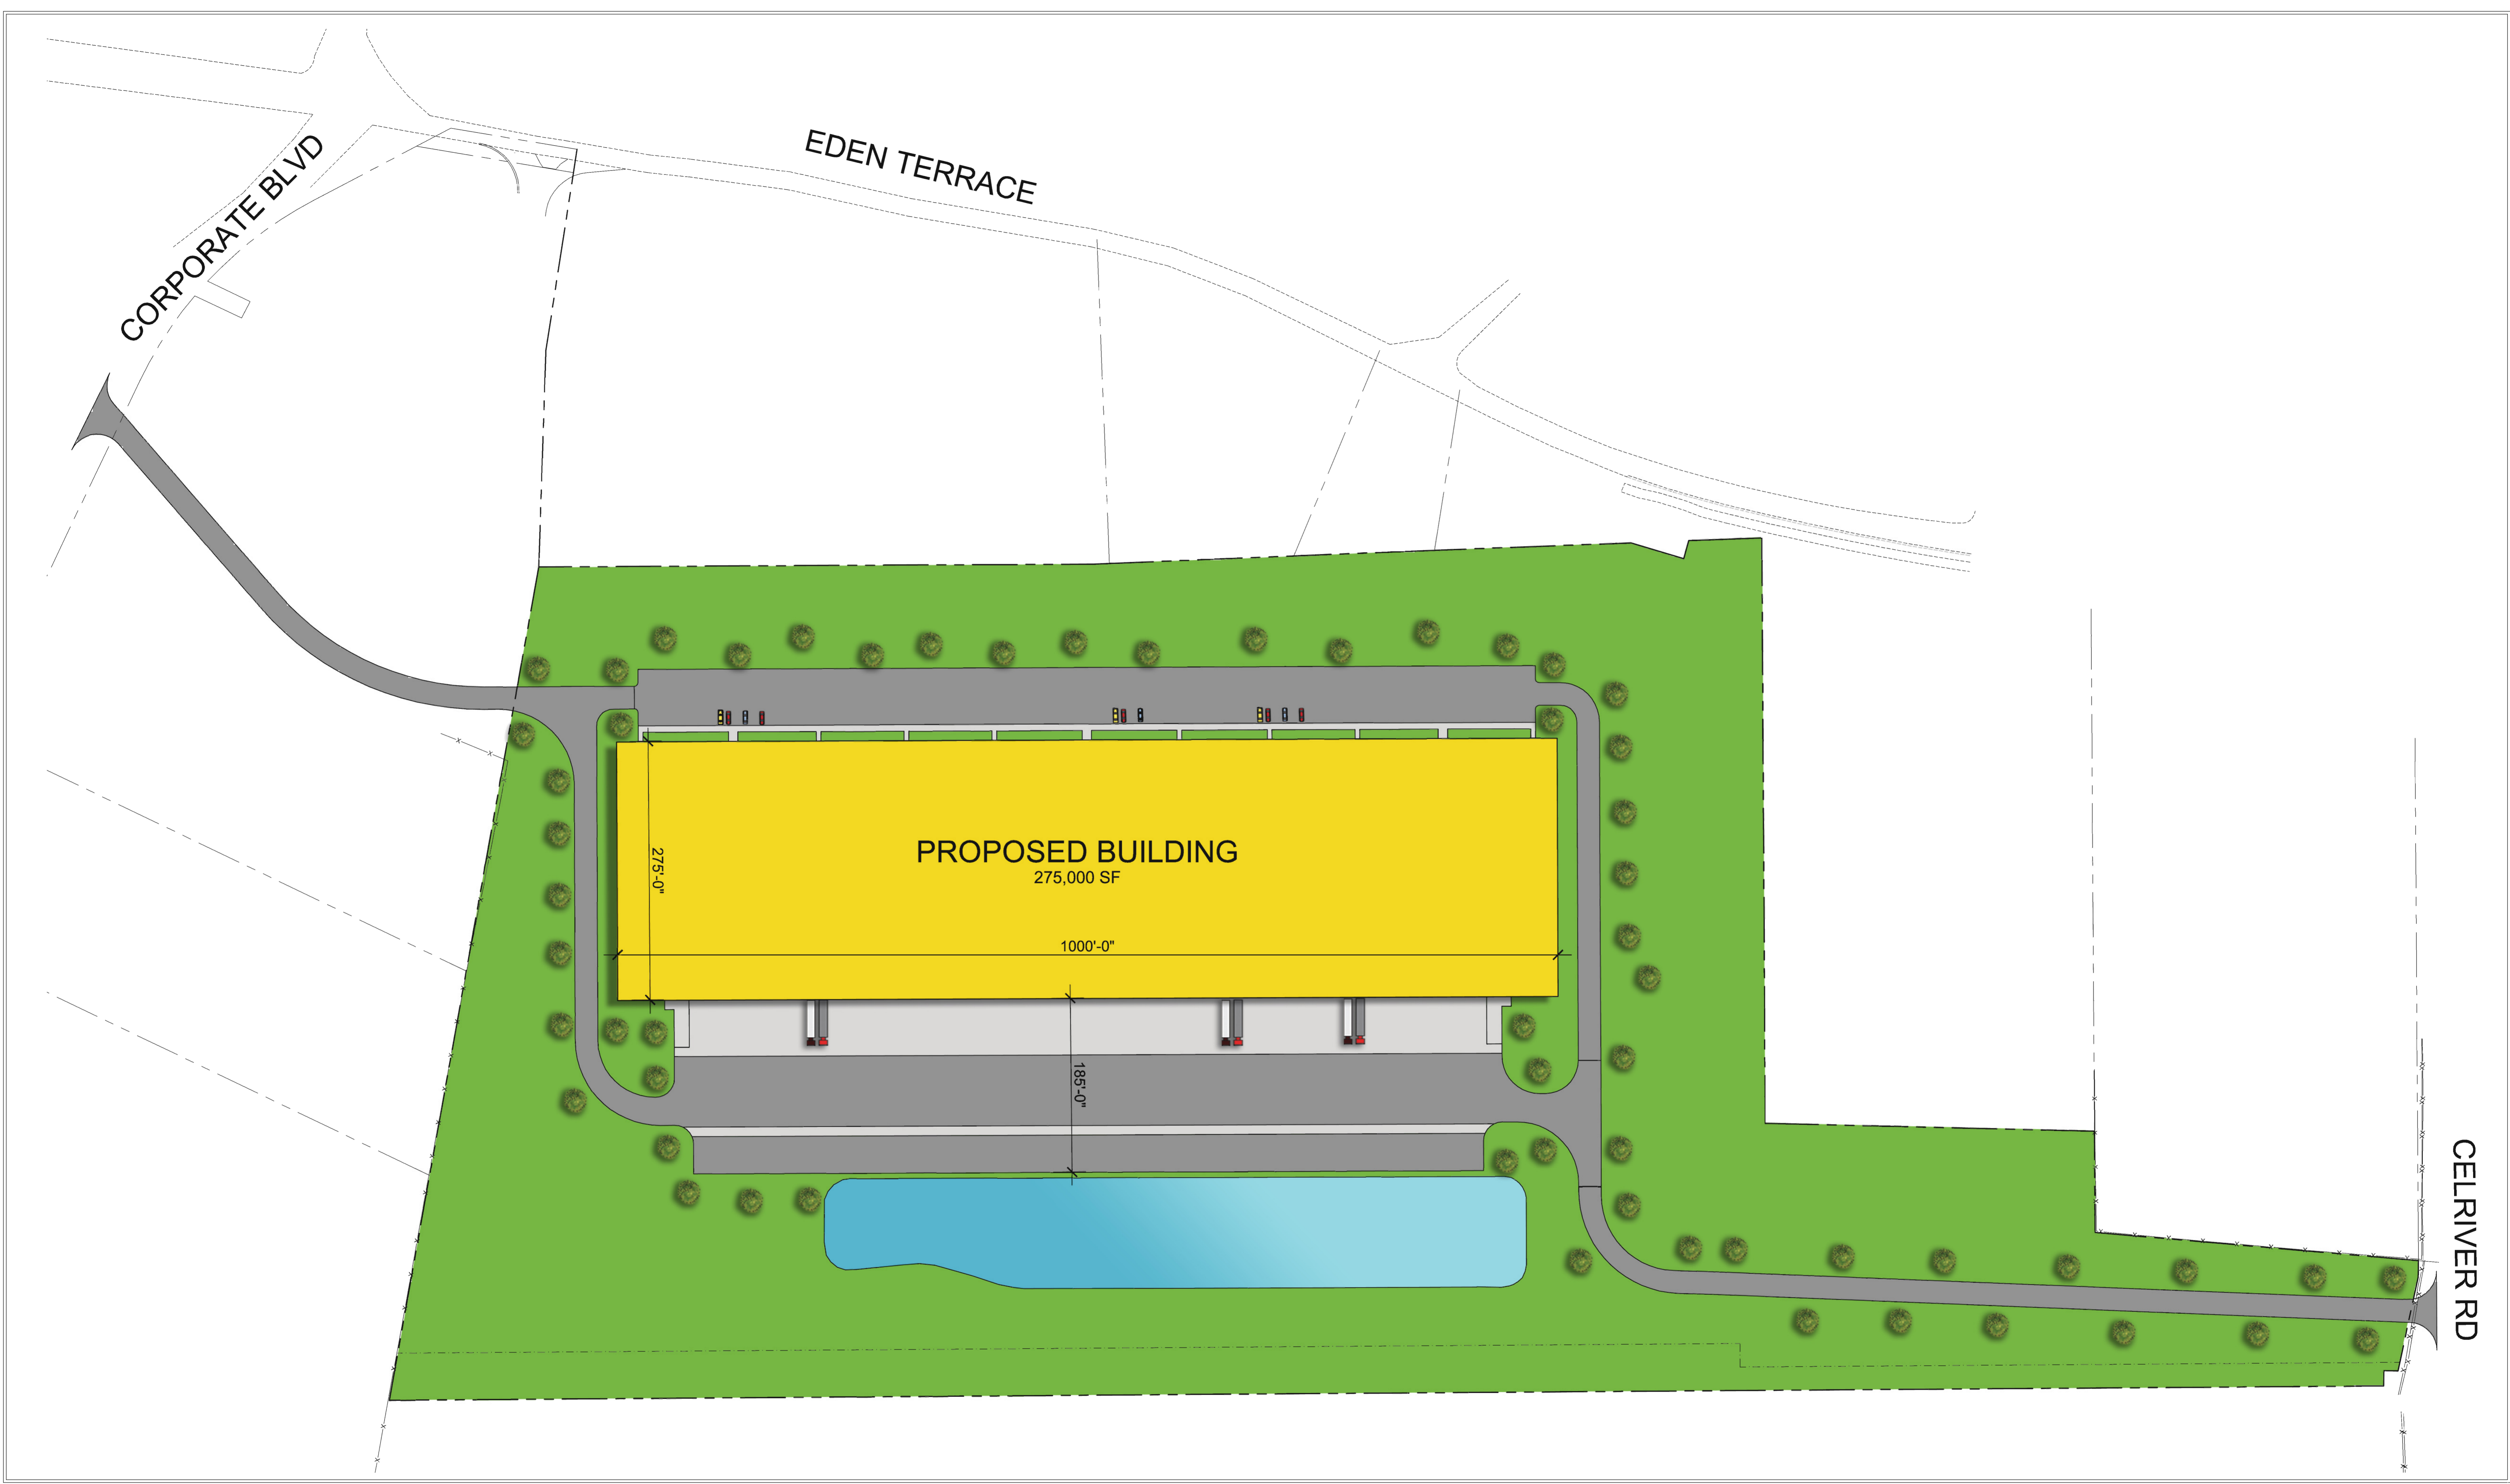 EDEN TERRACE
CORPORATE BLVD
PROPOSED BUILDING
275,000 SF
275'-0"
1000'-0"
185'-0"
CELRIVER RD